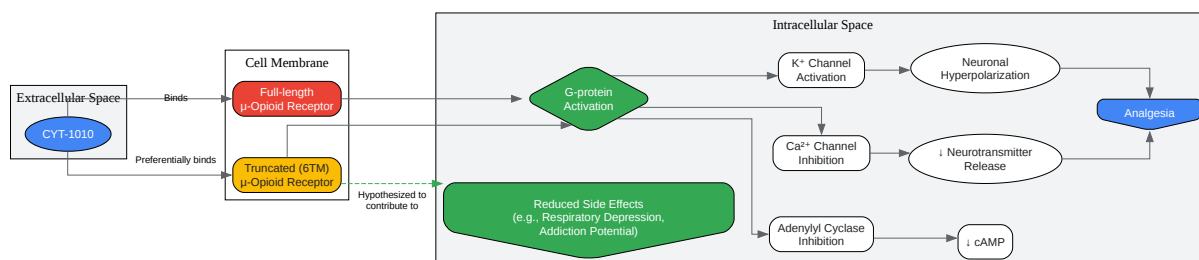 Extracellular Space
CYT-1010
Binds
Preferentially binds
Cell Membrane
Full-length
μ-Opioid Receptor
Truncated (6TM)
μ-Opioid Receptor
Hypothesized to
contribute to
Intracellular Space
G-protein
Activation
Reduced Side Effects
(e.g., Respiratory Depression,
Addiction Potential)
K⁺ Channel
Activation
Neuronal
Hyperpolarization
Ca²⁺ Channel
Inhibition
↓ Neurotransmitter
Release
Analgesia
Adenylyl Cyclase
Inhibition
↓ cAMP